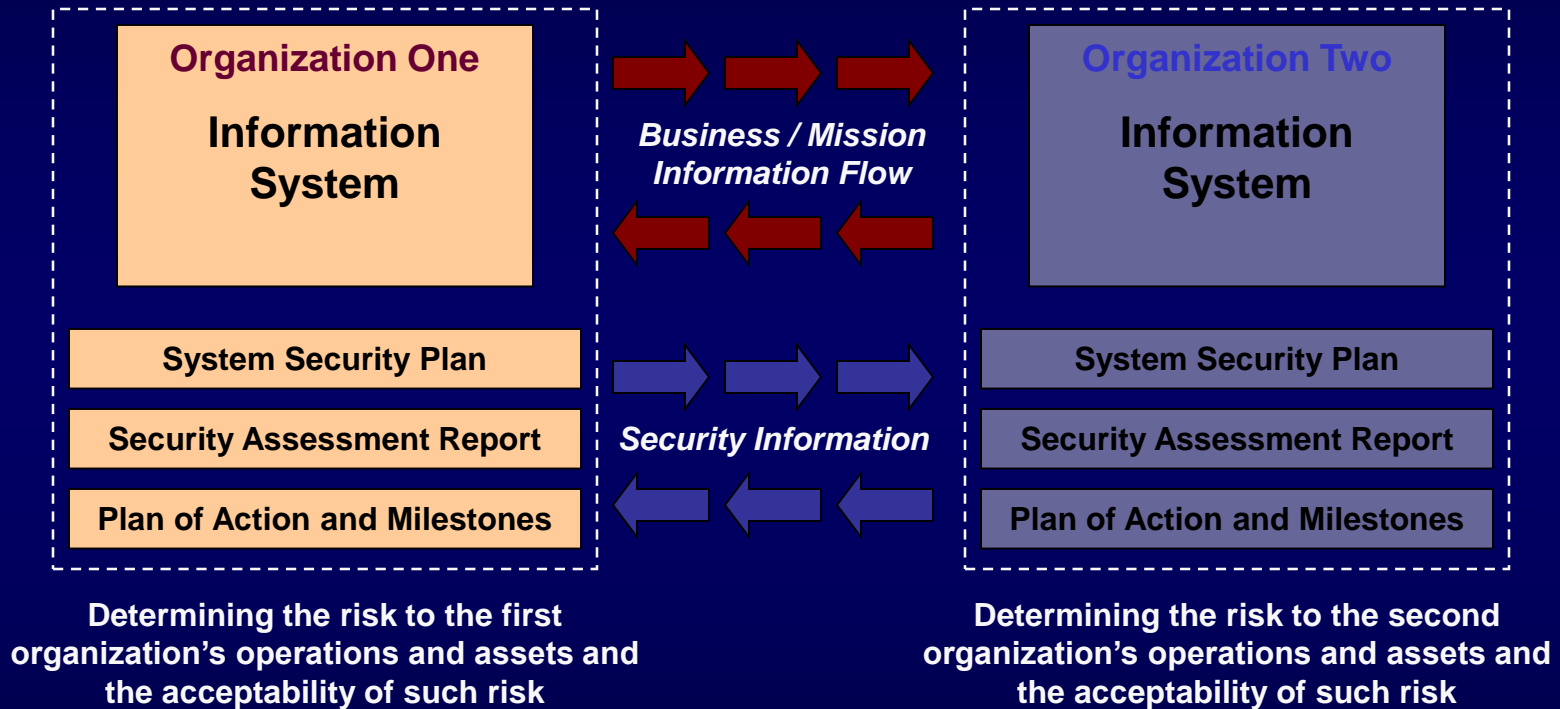 Organization One
Information
System
System Security Plan
Security Assessment Report
Plan of Action and Milestones
Determining the risk to the first
organization’s operations and assets and
the acceptability of such risk
Business / Mission
Information Flow
Security Information
Organization Two
Information
System
System Security Plan
Security Assessment Report
Plan of Action and Milestones
Determining the risk to the second
organization’s operations and assets and
the acceptability of such risk